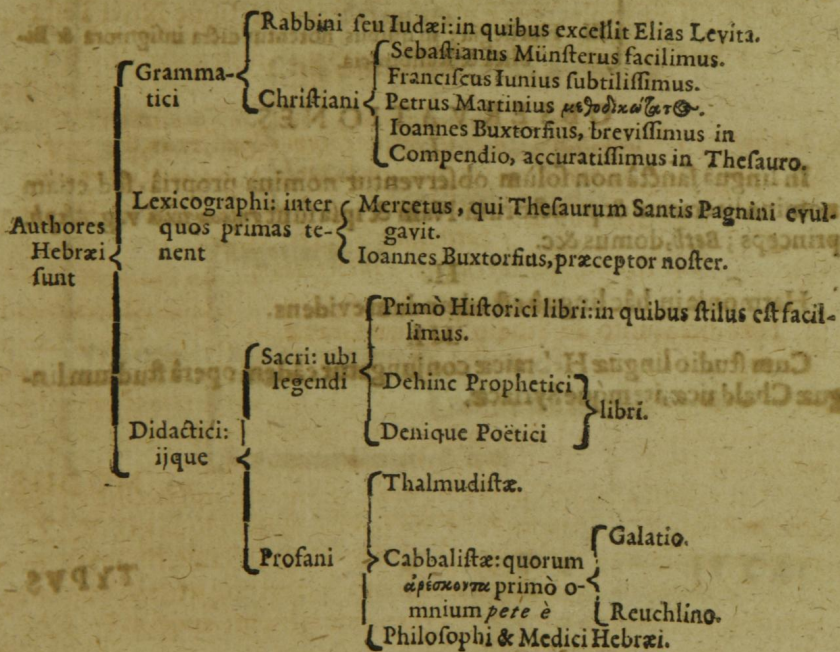 Rabbini ſeu Iudæi: in quibus excellit Elias Levita.
Gramma-
tici
Chriſtiani
Sebaſtianus Münſterus facilimus.
Franciſcus Iunius ſubtiliſſimus.
Petrus Martinius μεθοδικώτατ⊙.
Ioannes Buxtorfius, breviſſimus in
Compendio, accuratiſſimus in Theſauro.
Authores
Hebræi
ſunt
Lexicographi: inter
quos primas te-
nent
Mercetus, qui Theſaurum Santis Pagnini evul-
gavit.
Ioannes Buxtorfius, præceptor noſter.
Didactici:
ijque
Sacri: ubi
legendi
Primò Hiſtorici libri: in quibus ſtilus eſt facil-
limus.
Dehinc Prophetici
Denique Poëtici
libri.
Profani
Thalmudiſtæ.
Cabbaliſtæ: quorum
ἀρέσκοντα primò o-
mnium pete è
Galatio.
Reuchlino.
Philoſophi & Medici Hebræi.